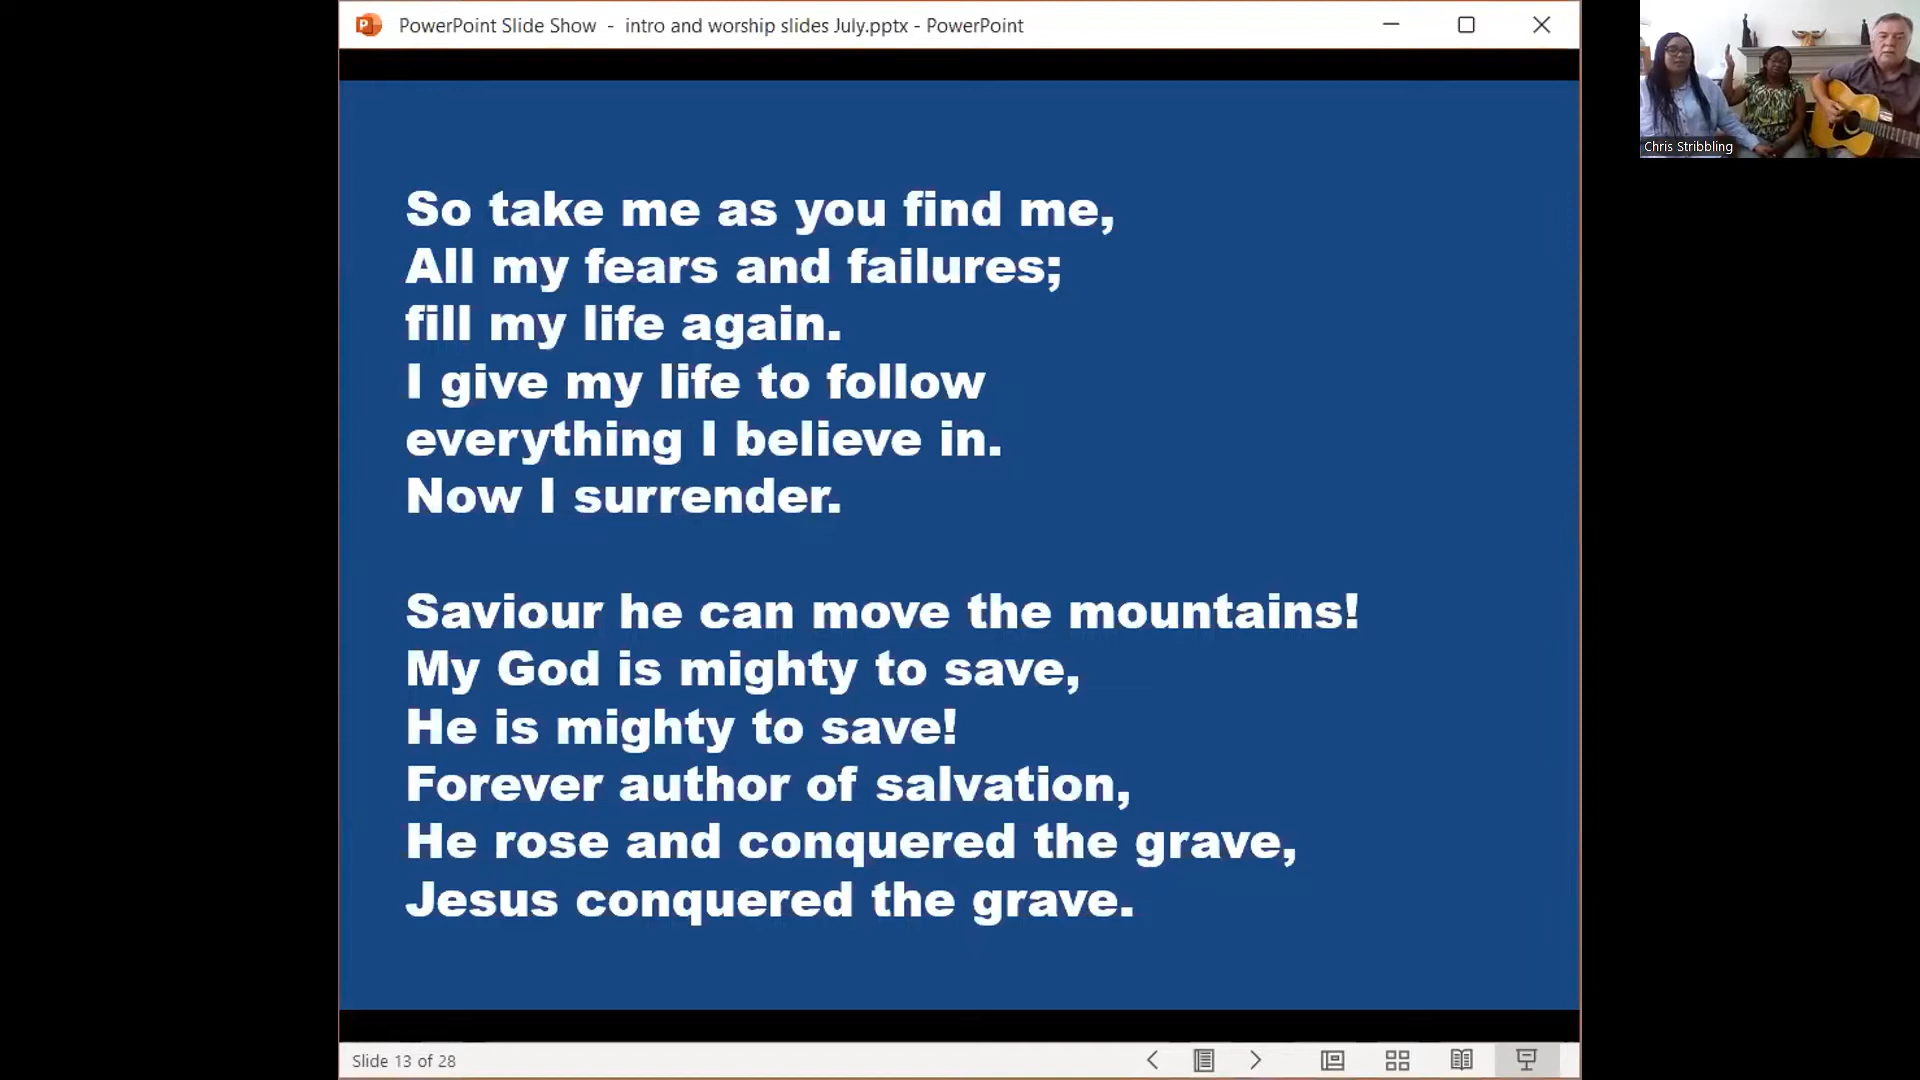 PowerPoint Slide Show - intro and worship slides July.pptx - PowerPoint
Chris Stribbling
So take me as you find me,
All my fears and failures;
fill my life again.
I give my life to follow
everything I believe in.
Now I surrender.
Saviour he can move the mountains!
My God is mighty to save,
He is mighty to save!
Forever author of salvation,
He rose and conquered the grave,
Jesus conquered the grave.
Slide 13 of 28